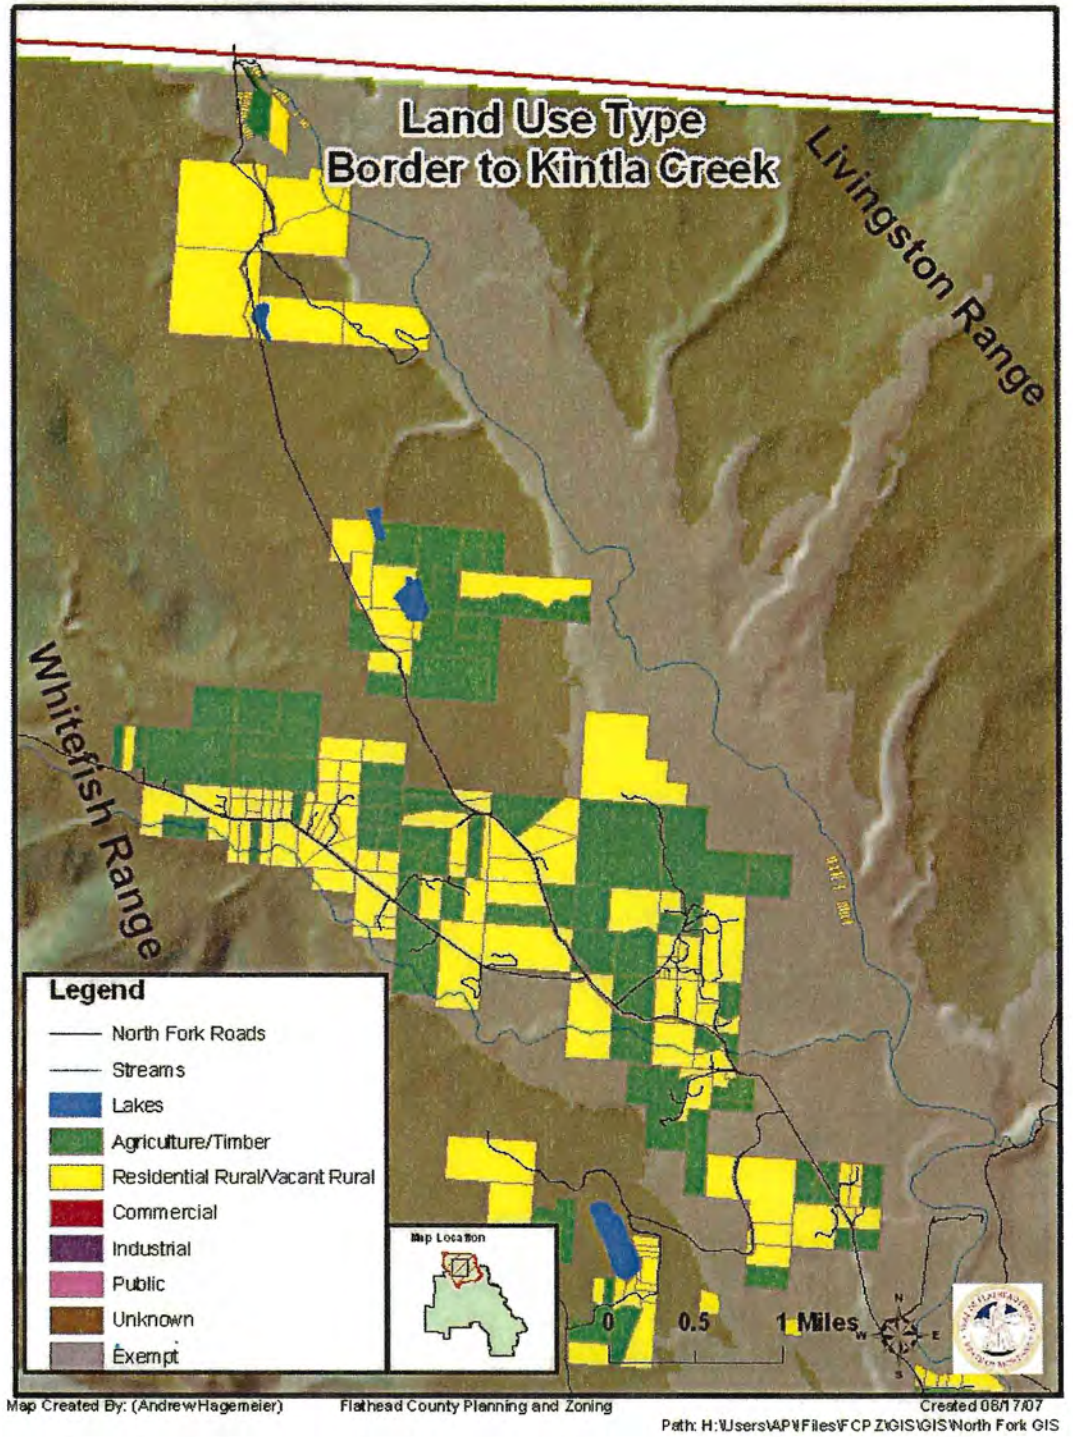 Land Use Type
Border to Kintla Creek
Livingston Range
Whitefish Range
Legend
North Fork Roads
Streams
Lakes
Agriculture/Timber
Residential Rural/Vacant Rural
Commercial
Industrial
Public
Unknown
Exempt
Map Location
0 0.5 1 Miles
N
W E
S
Map Created By: (Andrew Hagemeier) Flathead County Planning and Zoning Created 08/17/07
Path: H:\Users\AP\IFiles\FCPZ\GIS\GIS\North Fork GIS